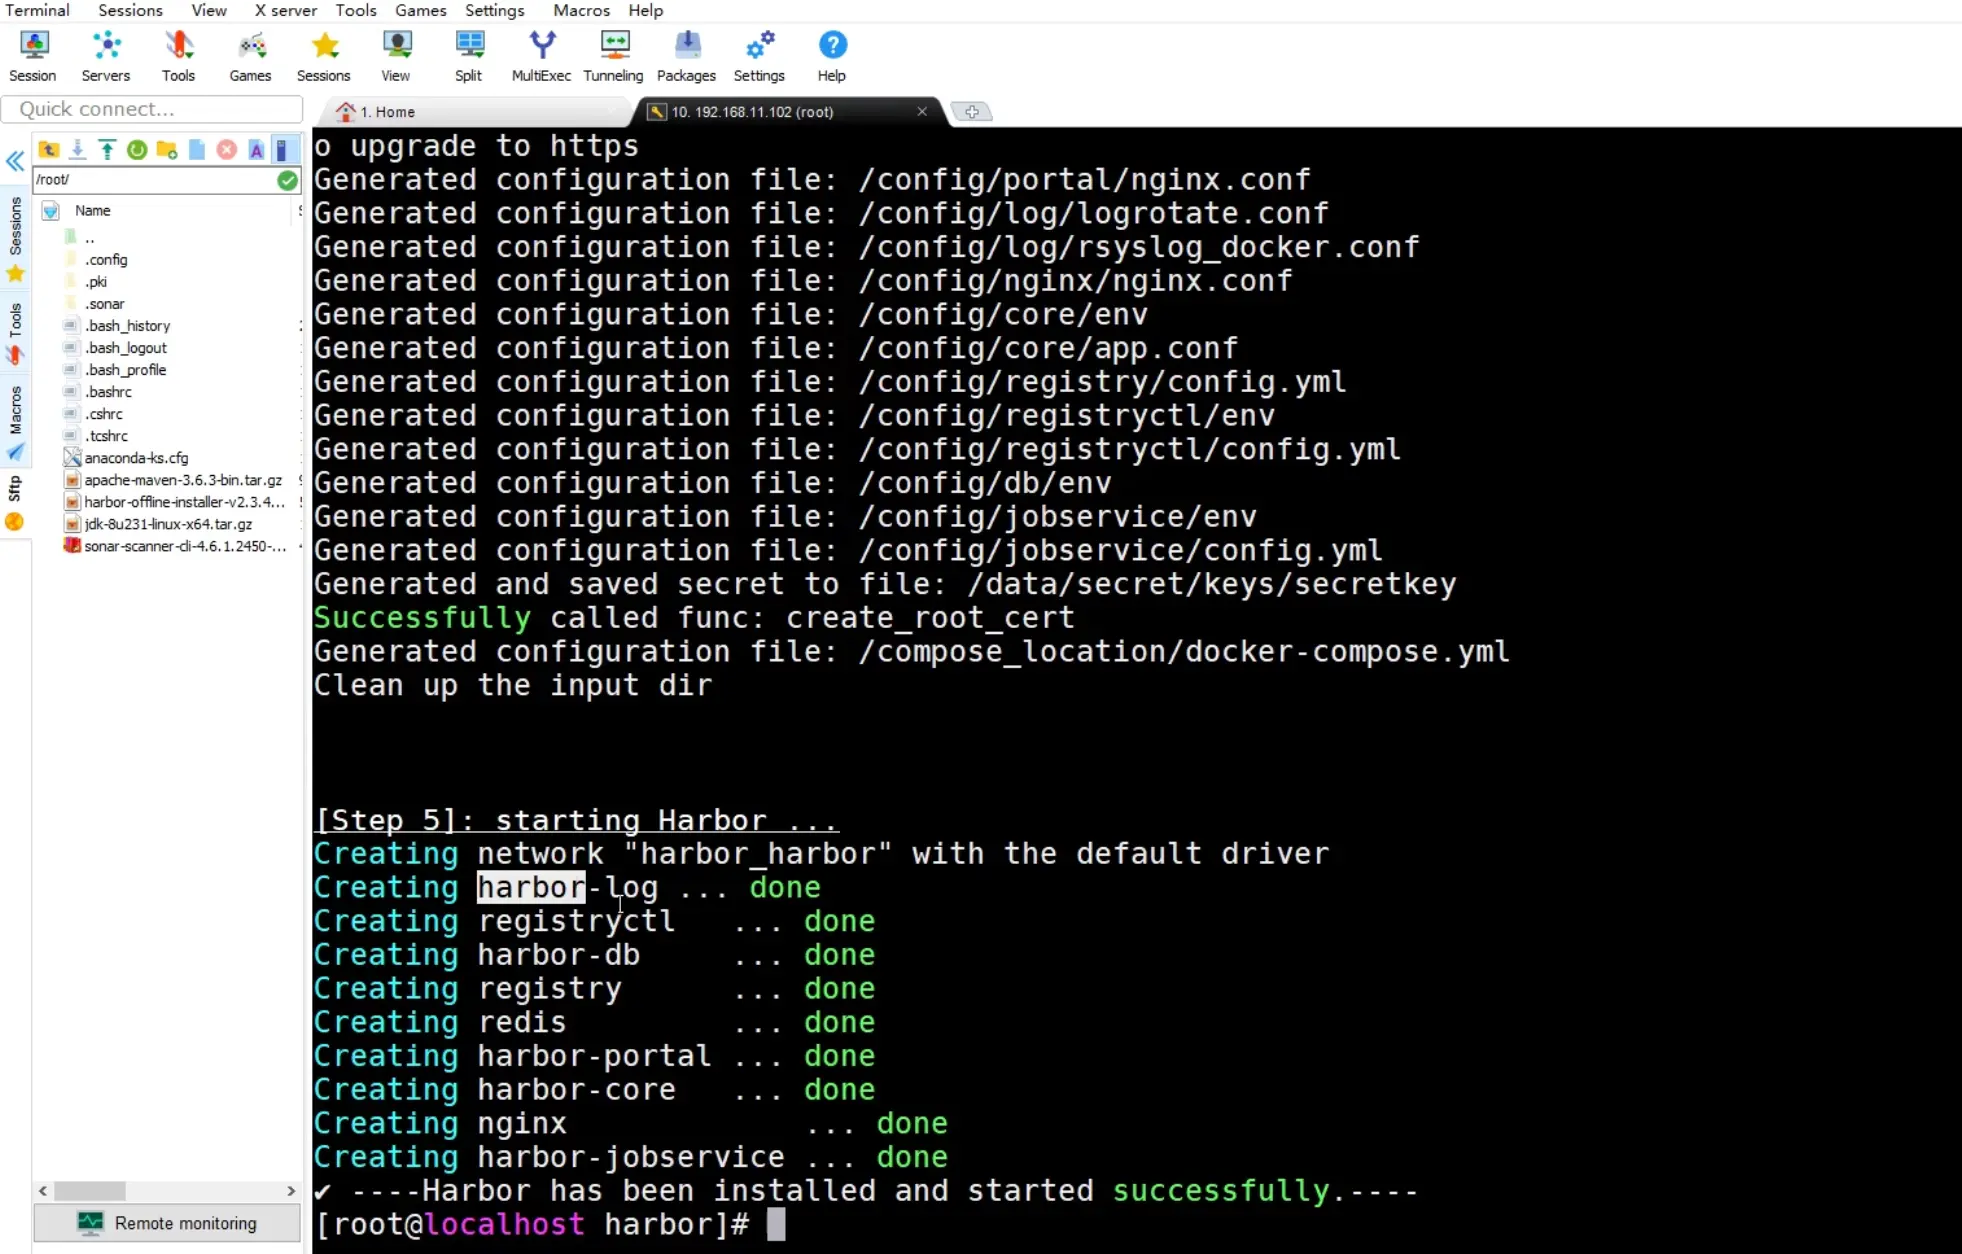 Terminal Sessions View X server Tools Games Settings Macros Help
Session Servers Tools Games Sessions View Split MultiExec Tunneling Packages Settings Help
Quick connect...
1. Home
10. 192.168.11.102 (root)
/root/
Name
..
.config
.pki
.sonar
.bash_history
.bash_logout
.bash_profile
.bashrc
.cshrc
.tcshrc
anaconda-ks.cfg
apache-maven-3.6.3-bin.tar.gz
harbor-offline-installer-v2.3.4...
jdk-8u231-linux-x64.tar.gz
sonar-scanner-cli-4.6.1.2450-...
Sessions
Tools
Macros
Sftp
Remote monitoring
o upgrade to https
Generated configuration file: /config/portal/nginx.conf
Generated configuration file: /config/log/logrotate.conf
Generated configuration file: /config/log/rsyslog_docker.conf
Generated configuration file: /config/nginx/nginx.conf
Generated configuration file: /config/core/env
Generated configuration file: /config/core/app.conf
Generated configuration file: /config/registry/config.yml
Generated configuration file: /config/registryctl/env
Generated configuration file: /config/registryctl/config.yml
Generated configuration file: /config/db/env
Generated configuration file: /config/jobservice/env
Generated configuration file: /config/jobservice/config.yml
Generated and saved secret to file: /data/secret/keys/secretkey
Successfully called func: create_root_cert
Generated configuration file: /compose_location/docker-compose.yml
Clean up the input dir
[Step 5]: starting Harbor ...
Creating network "harbor_harbor" with the default driver
Creating harbor-log ... done
Creating registryctl ... done
Creating harbor-db ... done
Creating registry ... done
Creating redis ... done
Creating harbor-portal ... done
Creating harbor-core ... done
Creating nginx ... done
Creating harbor-jobservice ... done
✔ ----Harbor has been installed and started successfully.----
[root@localhost harbor]#